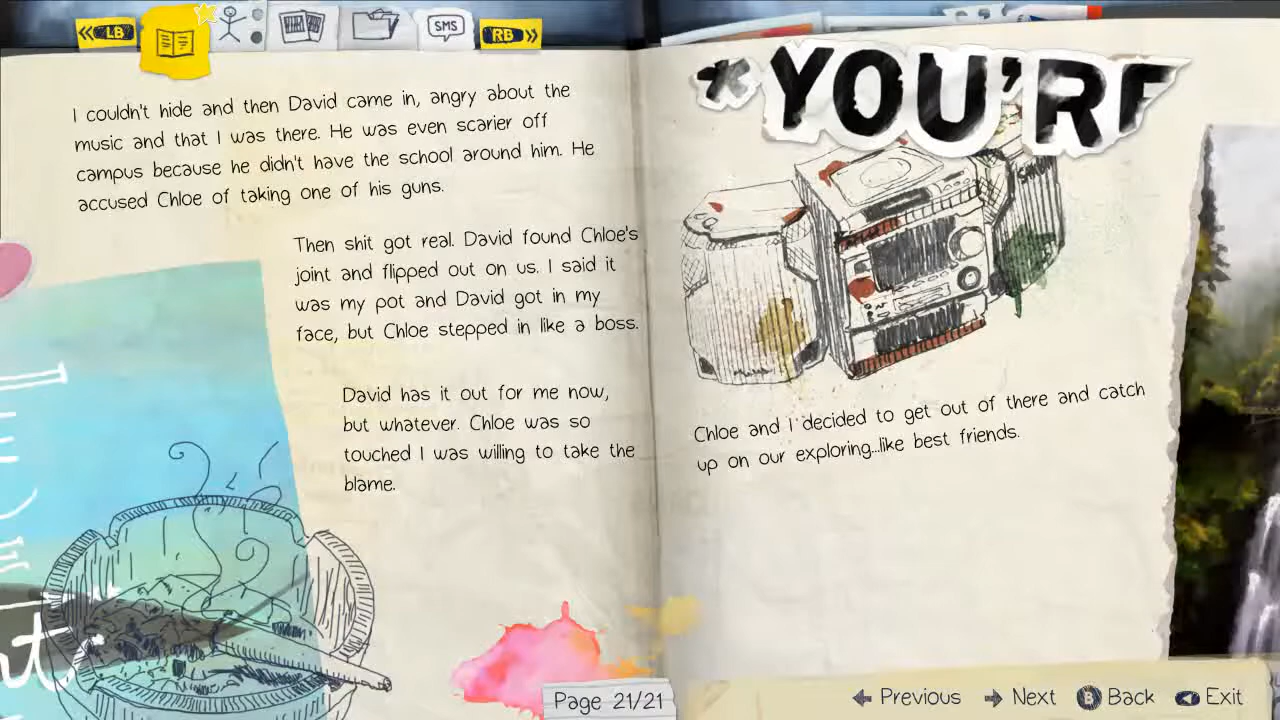 LB
SMS
RB
I couldn't hide and then David came in, angry about the
music and that I was there. He was even scarier off
campus because he didn't have the school around him. He
accused Chloe of taking one of his guns.
Then shit got real. David found Chloe's
joint and flipped out on us. I said it
was my pot and David got in my
face, but Chloe stepped in like a boss.
David has it out for me now,
but whatever. Chloe was so
touched I was willing to take the
blame.
*YOU'RE
Chloe and I decided to get out of there and catch
up on our exploring...like best friends.
Page 21/21
Previous
Next
B Back
Exit